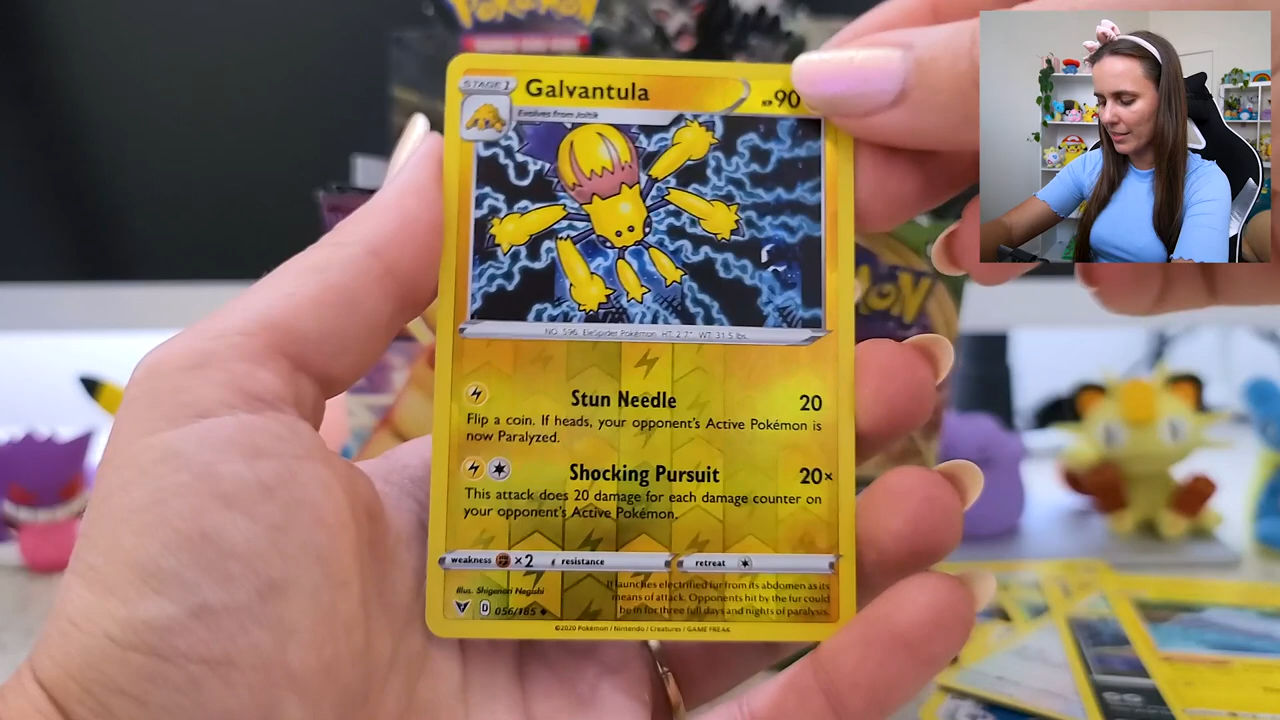 POKÉMON
STAGE 1
Galvantula
HP 90
Evolves from Joltik
NO. 596 EleSpider Pokémon HT: 2'7" WT: 31.5 lbs.
Stun Needle 20
Flip a coin. If heads, your opponent's Active Pokémon is
now Paralyzed.
Shocking Pursuit 20×
This attack does 20 damage for each damage counter on
your opponent's Active Pokémon.
weakness ×2 resistance retreat
Illus. Shigenori Negishi
D 056/185
It launches electrified fur from its abdomen as its
means of attack. Opponents hit by the fur could
be in for three full days and nights of paralysis.
©2020 Pokémon / Nintendo / Creatures / GAME FREAK